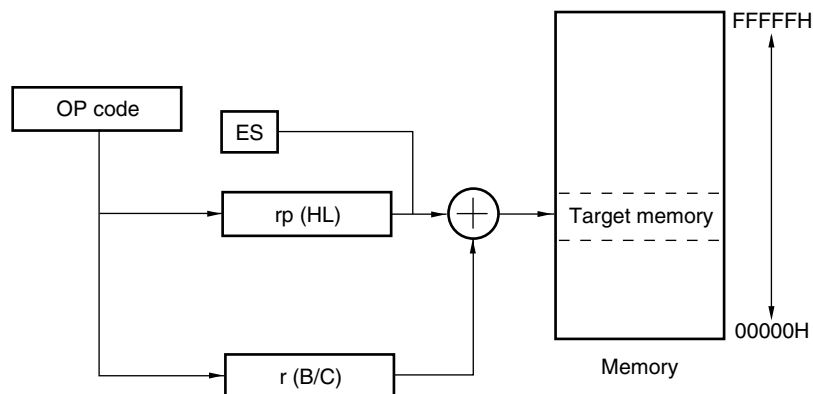 FFFFFH
OP code
ES
rp (HL)
Target memory
r (B/C)
00000H
Memory